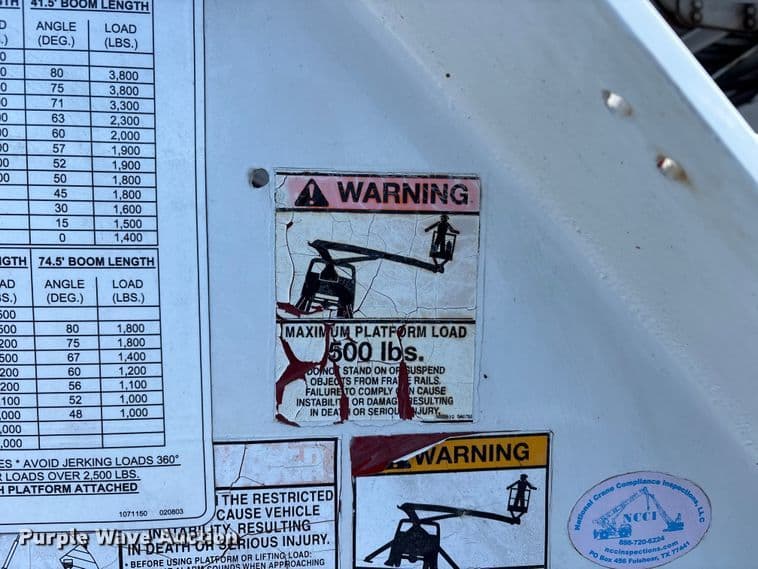 41.5' BOOM LENGTH
ANGLE LOAD
(DEG.) (LBS.)
80 3,800
75 3,800
71 3,300
63 2,300
60 2,000
57 1,900
52 1,900
50 1,800
45 1,800
30 1,600
15 1,500
0 1,400
74.5' BOOM LENGTH
ANGLE LOAD
(DEG.) (LBS.)
80 1,800
75 1,800
67 1,400
60 1,200
56 1,100
52 1,000
48 1,000
* AVOID JERKING LOADS 360°
LOADS OVER 2,500 LBS.
PLATFORM ATTACHED
1071150 020803
WARNING
MAXIMUM PLATFORM LOAD
500 lbs.
DO NOT STAND ON OR SUSPEND
OBJECTS FROM FRAME RAILS.
FAILURE TO COMPLY CAN CAUSE
INSTABILITY OR DAMAGE RESULTING
IN DEATH OR SERIOUS INJURY.
THE RESTRICTED
CAUSE VEHICLE
RESULTING
IN DEATH OR SERIOUS INJURY.
• BEFORE USING PLATFORM OR LIFTING LOAD:
SOUNDS WHEN APPROACHING
WARNING
National Crane Compliance Inspections, LLC
NCCI
888-720-6224
nccinspections.com
PO Box 456 Fulshear, TX 77441
Purple Wave Auction